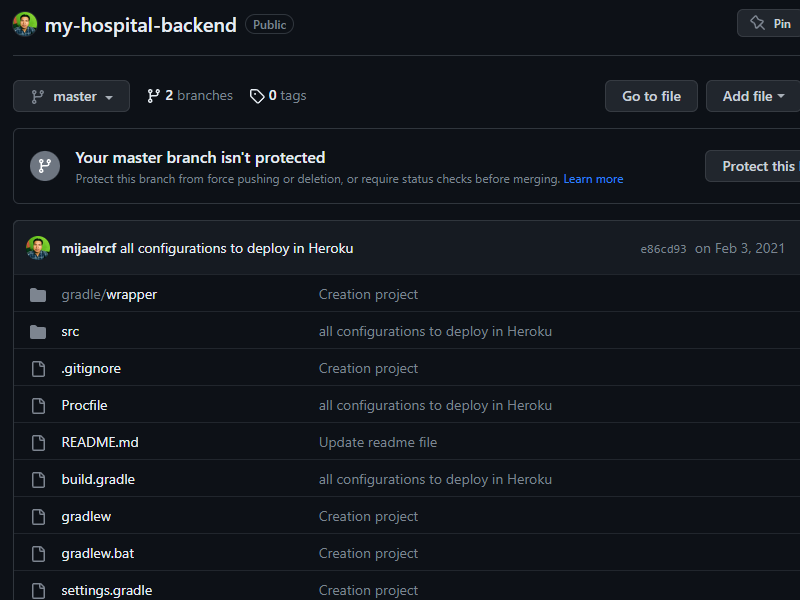 my-hospital-backend Public Pin
master 2 branches 0 tags Go to file Add file
Your master branch isn't protected
Protect this branch from force pushing or deletion, or require status checks before merging. Learn more
Protect this
mijaelrcf all configurations to deploy in Heroku e86cd93 on Feb 3, 2021
gradle/wrapper Creation project
src all configurations to deploy in Heroku
.gitignore Creation project
Procfile all configurations to deploy in Heroku
README.md Update readme file
build.gradle all configurations to deploy in Heroku
gradlew Creation project
gradlew.bat Creation project
settings.gradle Creation project